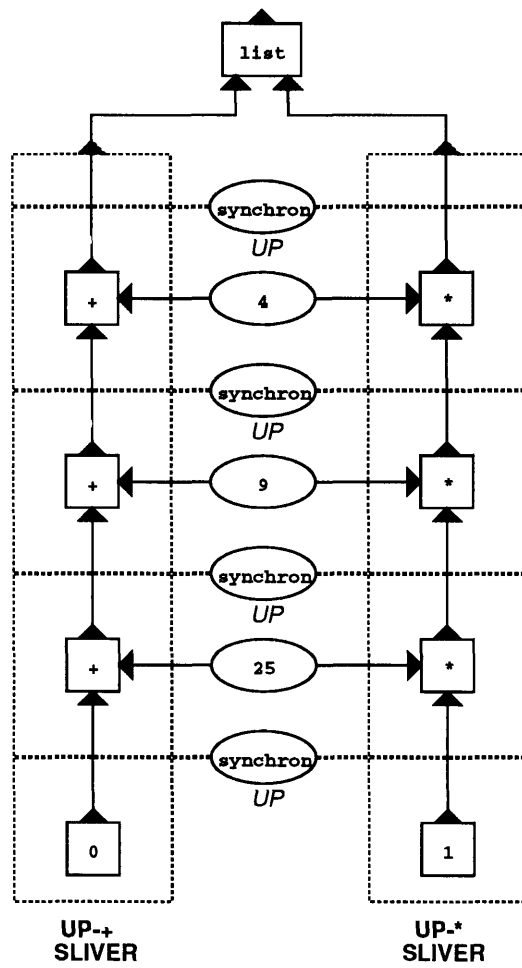 list
synchron
UP
+ 4 *
synchron
UP
+ 9 *
synchron
UP
+ 25 *
synchron
UP
0 1
UP-+ UP-*
SLIVER SLIVER